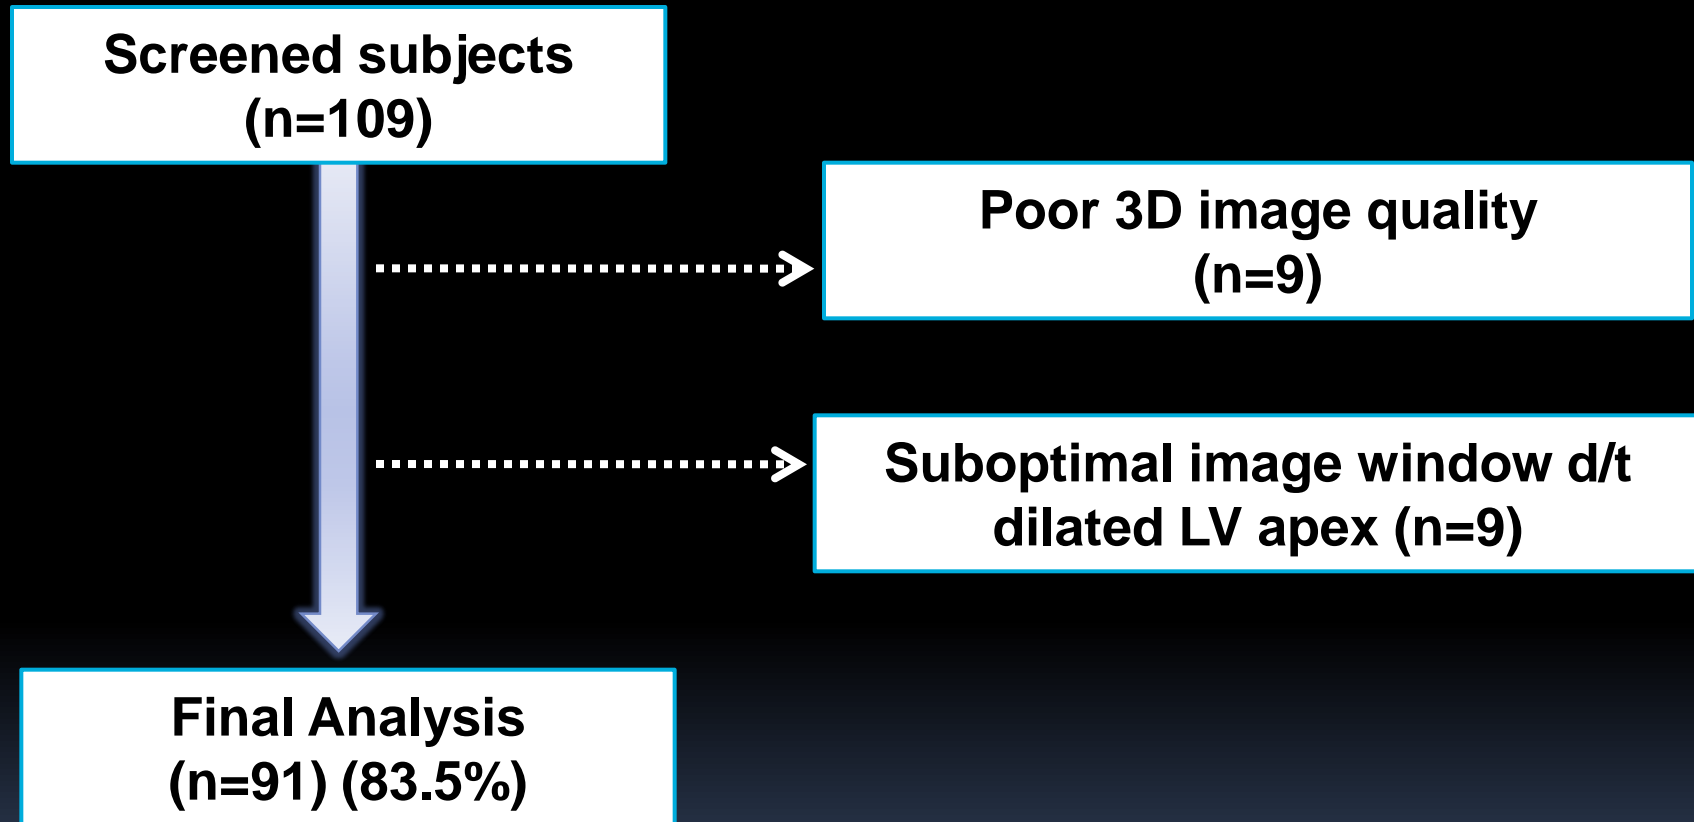 Screened subjects
(n=109)
Poor 3D image quality
(n=9)
Suboptimal image window d/t
dilated LV apex (n=9)
Final Analysis
(n=91) (83.5%)